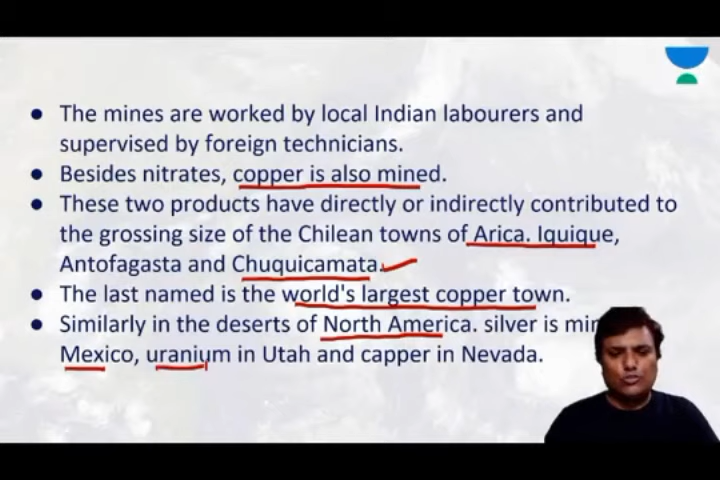 The mines are worked by local Indian labourers and
supervised by foreign technicians.
Besides nitrates, copper is also mined.
These two products have directly or indirectly contributed to
the grossing size of the Chilean towns of Arica. Iquique,
Antofagasta and Chuquicamata.
The last named is the world's largest copper town.
Similarly in the deserts of North America. silver is
Mexico, uranium in Utah and capper in Nevada.